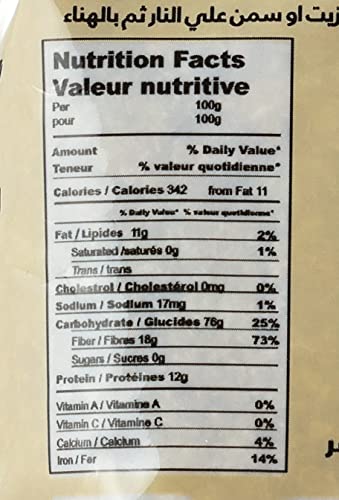 زيت او سمن علي النار ثم بالهناء
Nutrition Facts
Valeur nutritive
Per 100g
pour 100g
Amount % Daily Value*
Teneur % valeur quotidienne*
Calories / Calories 342 from Fat 11
% Daily Value* % valeur quotidienne*
Fat / Lipides 11g 2%
Saturated /saturés 0g 1%
Trans / trans
Cholestrol / Cholestérol 0mg 0%
Sodium / Sodium 17mg 1%
Carbohydrate / Glucides 76g 25%
Fiber / Fibres 18g 73%
Sugars / Sucres 0g
Protein / Protéines 12g
Vitamin A / Vitamine A 0%
Vitamin C / Vitamine C 0%
Calcium / Calcium 4%
Iron / Fer 14%